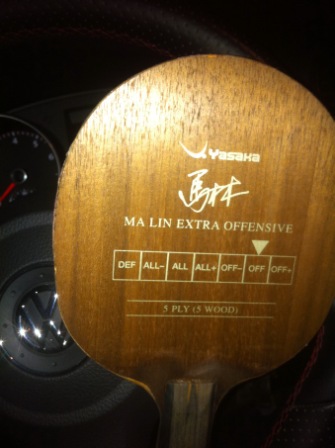 Yasaka
馬林
MA LIN EXTRA OFFENSIVE
DEF ALL- ALL ALL+ OFF- OFF OFF+
5 PLY (5 WOOD)